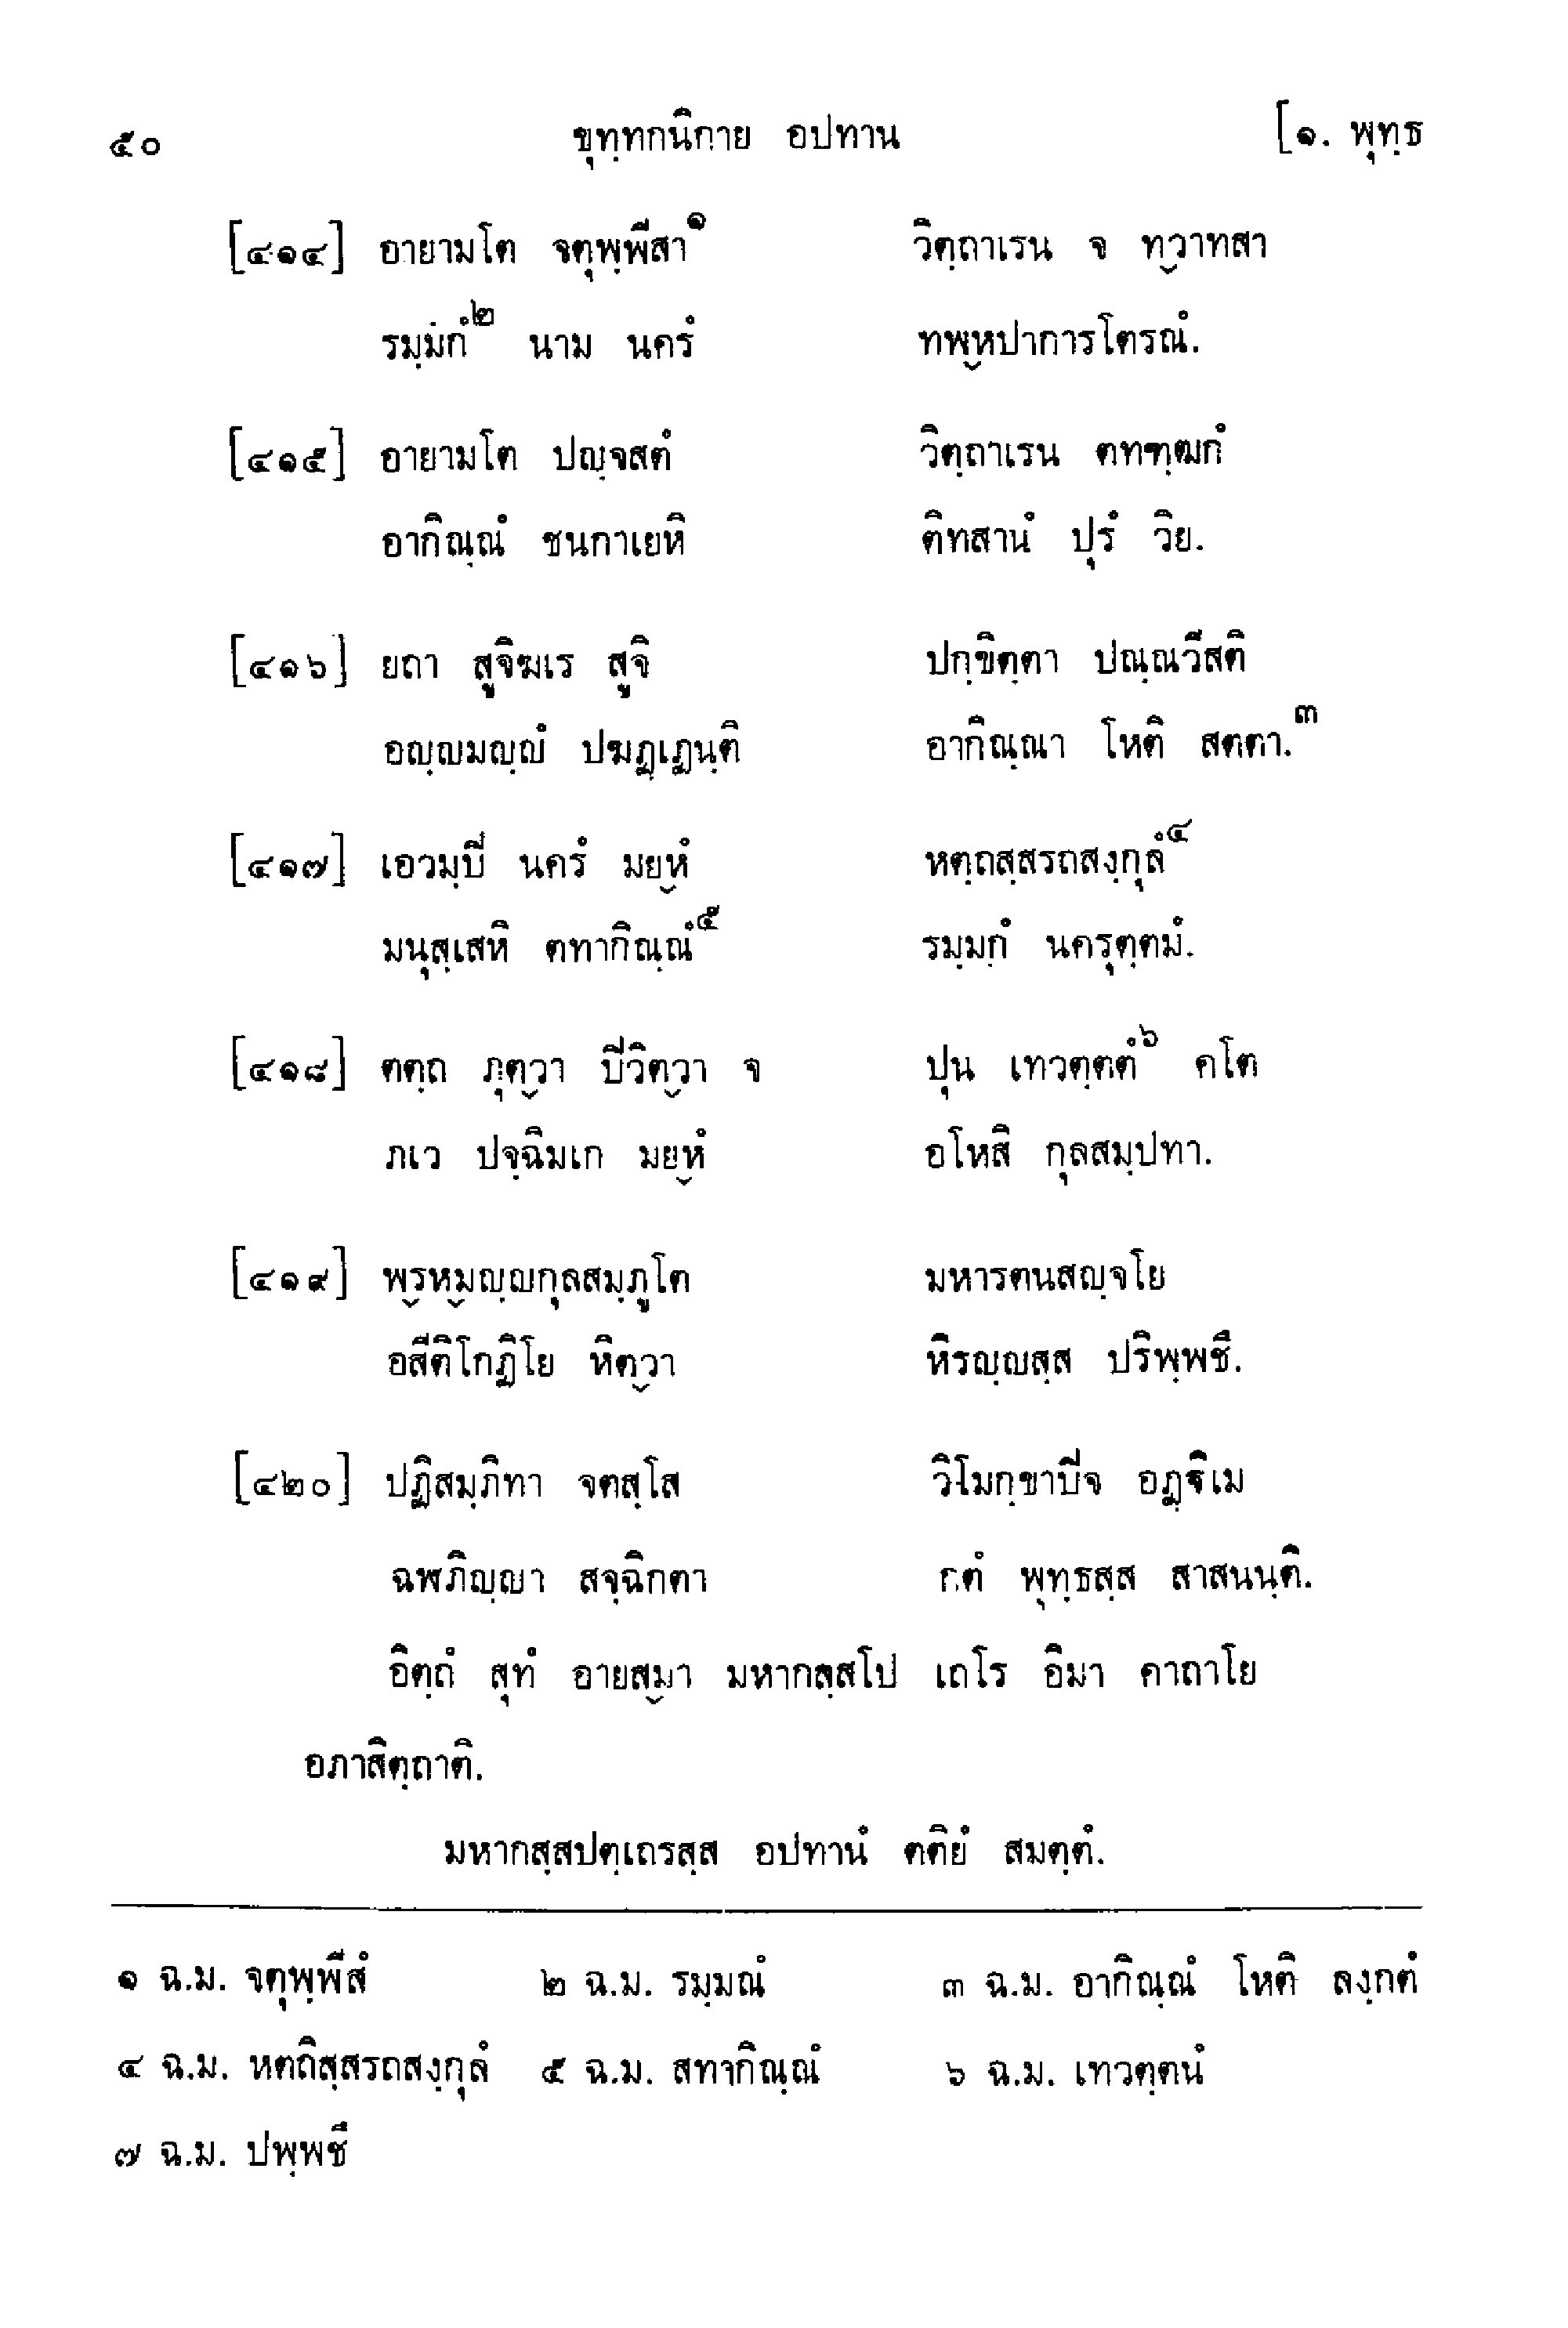 ๕๐ ขุทฺทกนิกาย อปทาน [๑. พุทฺธ
[๔๑๔] อายามโต จตุพฺพีสา๑ วิตฺถาเรน จ ทฺวาทสา
รมฺมํกํ๒ นาม นครํ ทพฺหปาการโตรณํ.
[๔๑๕] อายามโต ปญฺจสตํ วิตฺถาเรน ตทฑฺฒกํ
อากิณฺณํ ชนกาเยหิ ติทสานํ ปุรํ วิย.
[๔๑๖] ยถา สูจิฆเร สูจิ ปกฺขิตฺตา ปณฺณวีสติ
อญฺญมญฺญํ ปฆฏฺเฏนฺติ อากิณฺณา โหติ สตตา.๓
[๔๑๗] เอวมฺปิ นครํ มยฺหํ หตฺถสฺสรถสงฺกุลํ๔
มนุสฺเสหิ ตทากิณฺณํ๕ รมฺมกํ นครุตฺตมํ.
[๔๑๘] ตตฺถ ภุตฺวา ปิวิตฺวา จ ปุน เทวตฺตตํ๖ คโต
ภเว ปจฺฉิมเก มยฺหํ อโหสิ กุลสมฺปทา.
[๔๑๙] พฺรหฺมญฺญกุลสมฺภูโต มหารตนสญฺจโย
อสีติโกฏิโย หิตฺวา หิรญฺญสฺส ปริพฺพชึ.
[๔๒๐] ปฏิสมฺภิทา จตสฺโส วิโมกฺขาปิจ อฏฺฐิเม
ฉฬภิญฺญา สจฺฉิกตา กตํ พุทฺธสฺส สาสนนฺติ.
อิตฺถํ สุทํ อายสฺมา มหากสฺสโป เถโร อิมา คาถาโย
อภาสิตฺถาติ.
มหากสฺสปตฺเถรสฺส อปทานํ ตติยํ สมตฺตํ.
๑ ฉ.ม. จตุพฺพีสํ ๒ ฉ.ม. รมฺมณํ ๓ ฉ.ม. อากิณฺณํ โหติ ลงฺกตํ
๔ ฉ.ม. หตถิสฺสรถสงฺกุลํ ๕ ฉ.ม. สทากิณฺณํ ๖ ฉ.ม. เทวตฺตนํ
๗ ฉ.ม. ปพฺพชึ